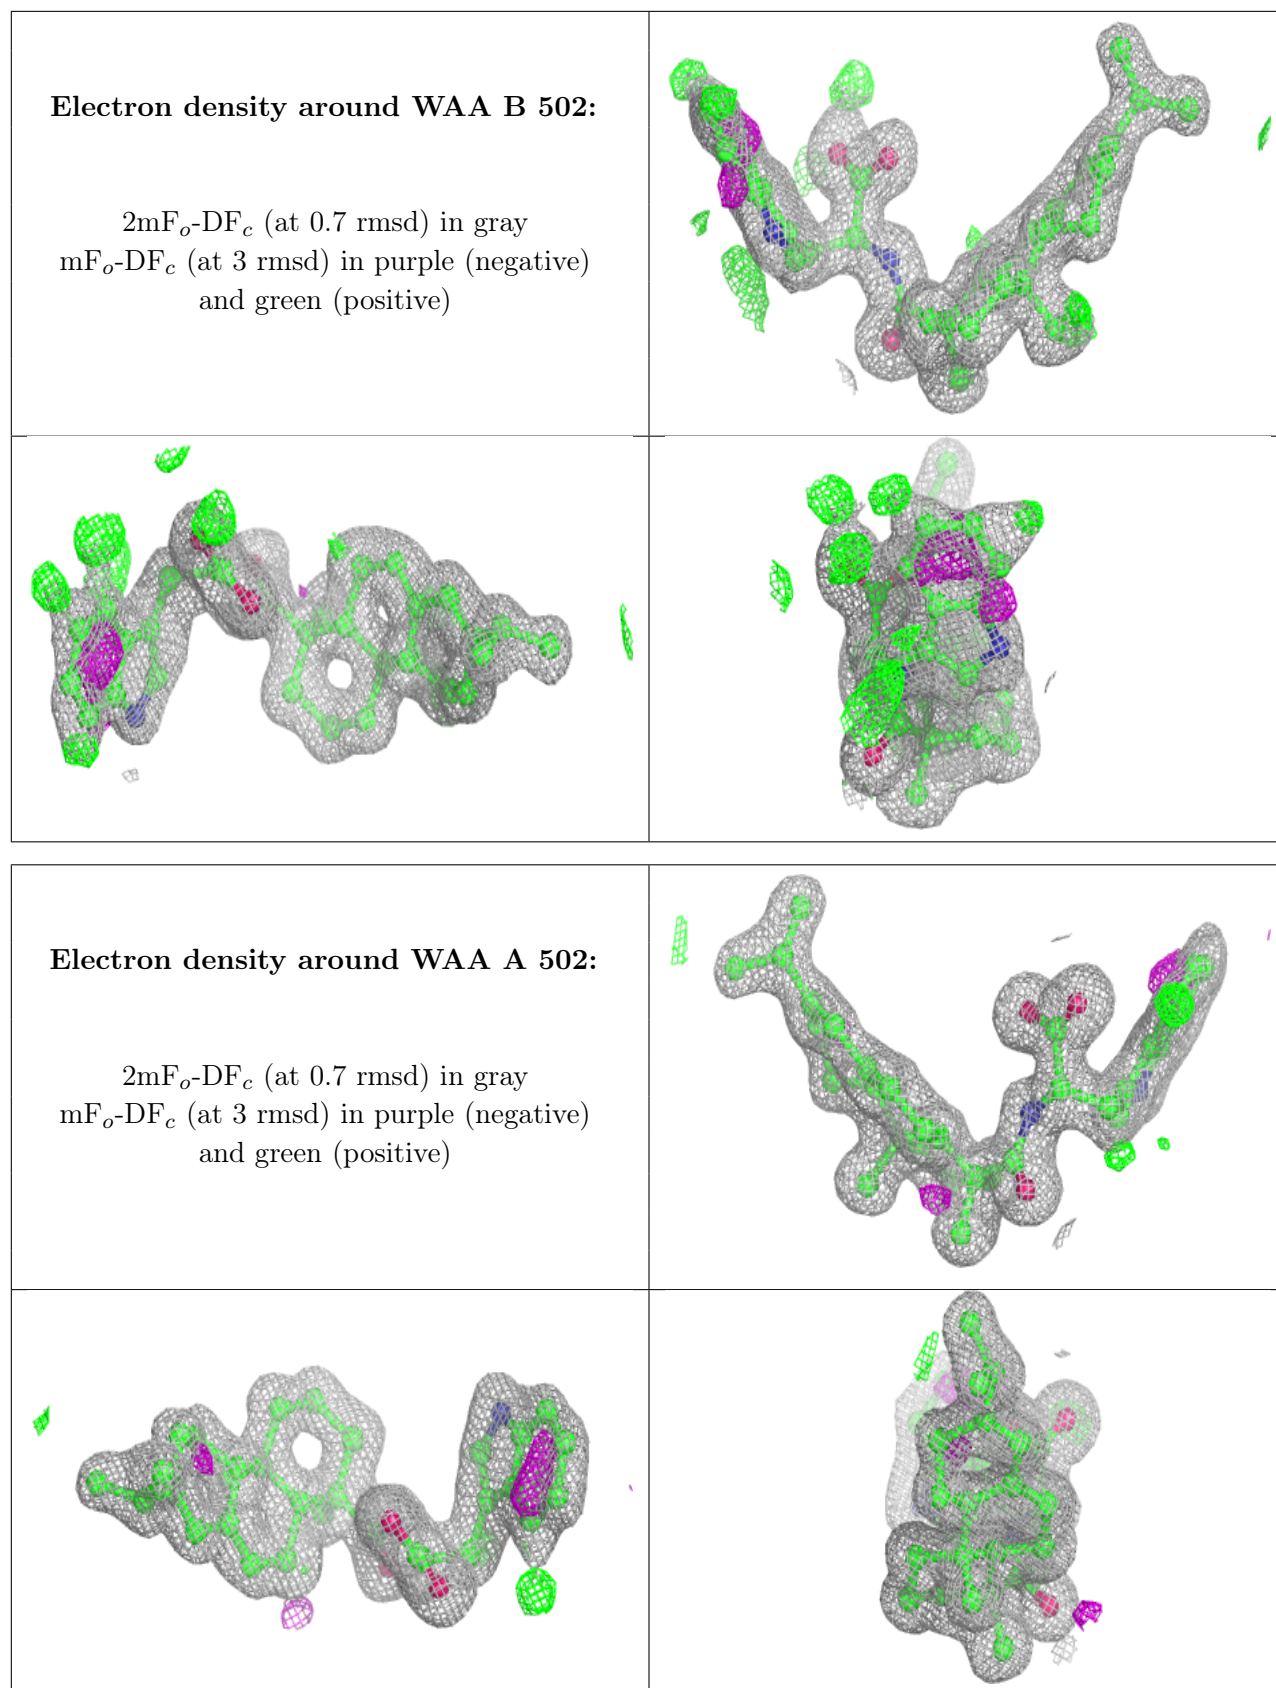 Electron density around WAA B 502:
2mFo-DFc (at 0.7 rmsd) in gray
mFo-DFc (at 3 rmsd) in purple (negative)
and green (positive)
Electron density around WAA A 502:
2mFo-DFc (at 0.7 rmsd) in gray
mFo-DFc (at 3 rmsd) in purple (negative)
and green (positive)